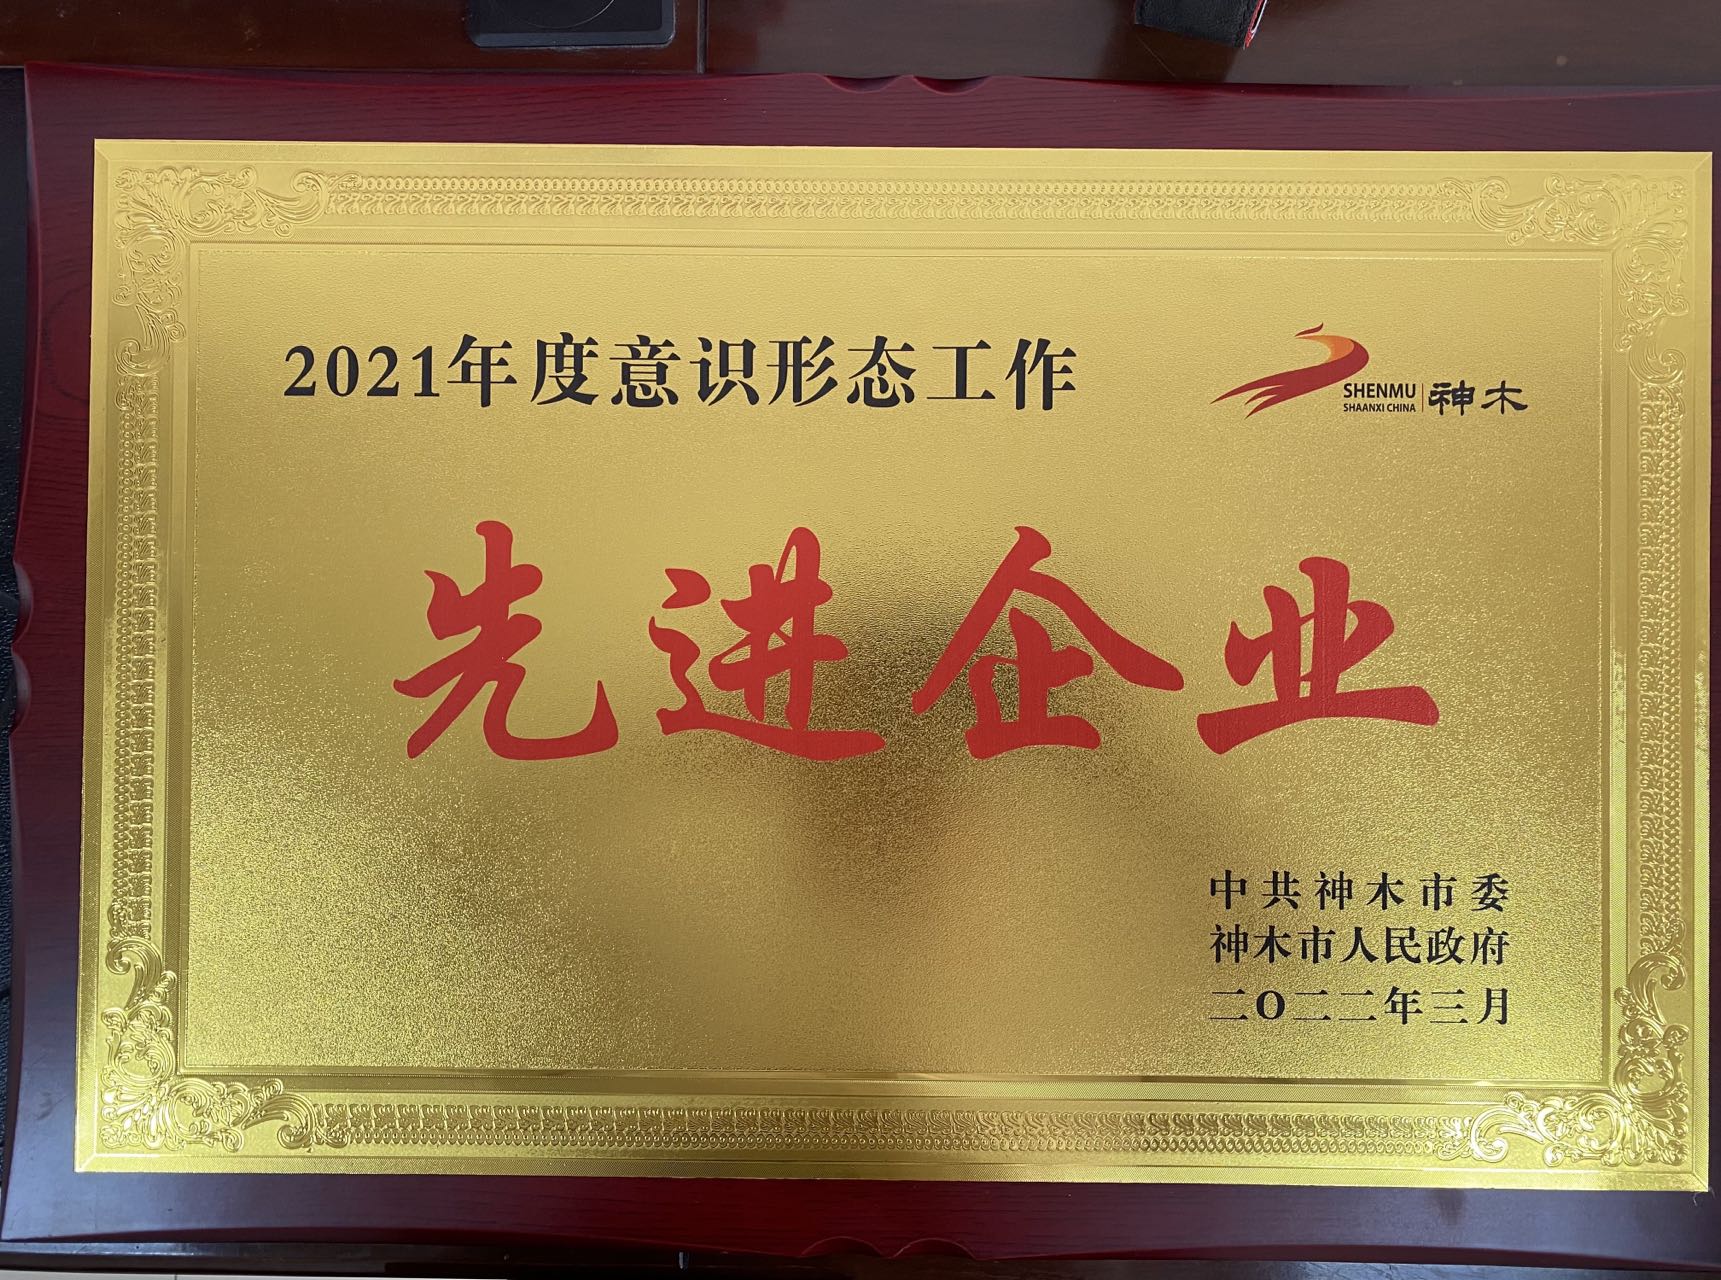 2021年度意识形态工作
SHENMU
SHAANXI CHINA
神木
先进企业
中共神木市委
神木市人民政府
二〇二二年三月